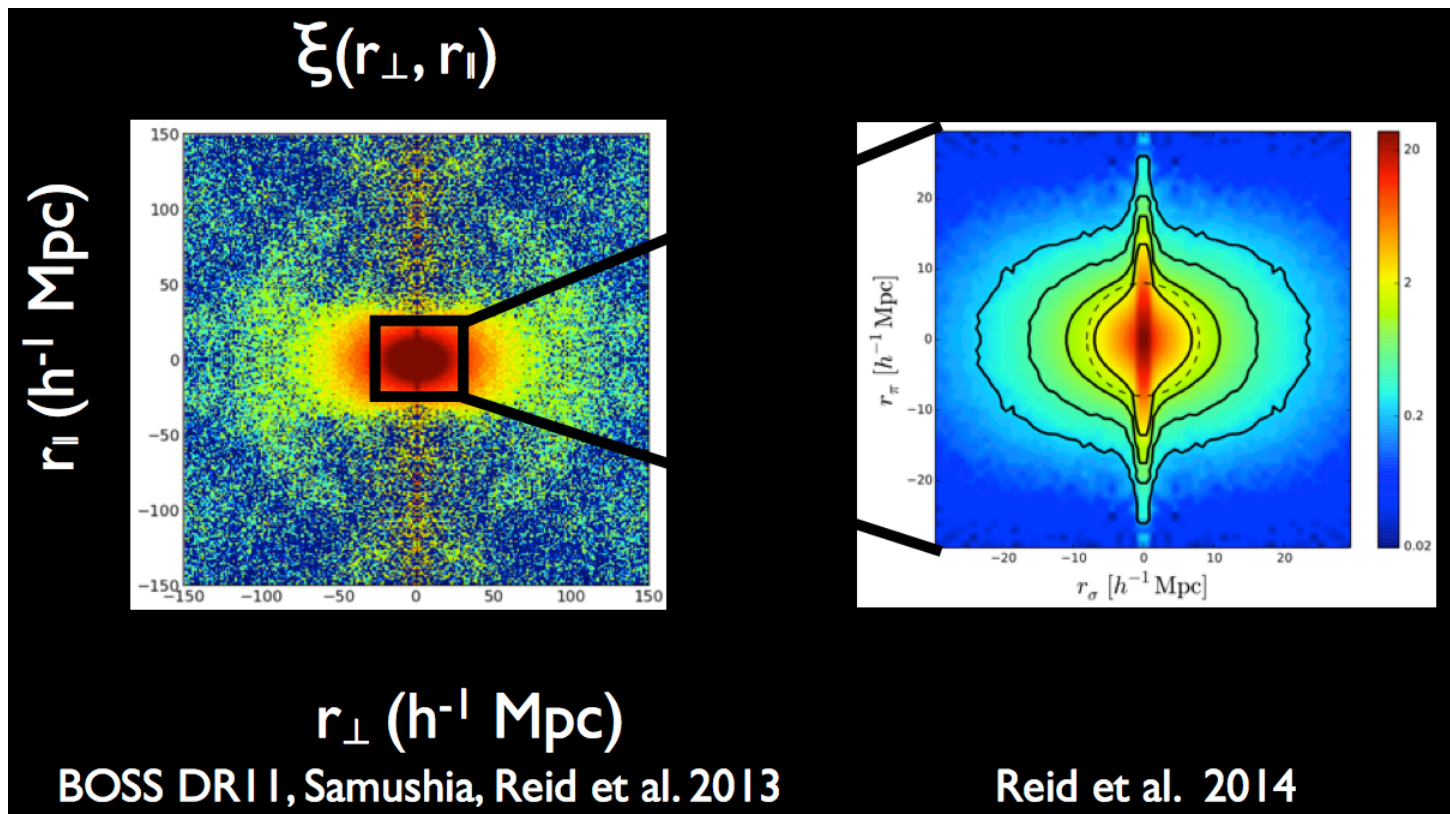 ξ(r⊥, r∥)
r∥ (h⁻¹ Mpc)
150
100
50
0
−50
−100
−150
−150 −100 −50 0 50 100 150
r⊥ (h⁻¹ Mpc)
BOSS DR11, Samushia, Reid et al. 2013
r_π [h⁻¹ Mpc]
20
10
0
−10
−20
−20 −10 0 10 20
r_σ [h⁻¹ Mpc]
20
2
0.2
0.02
Reid et al. 2014